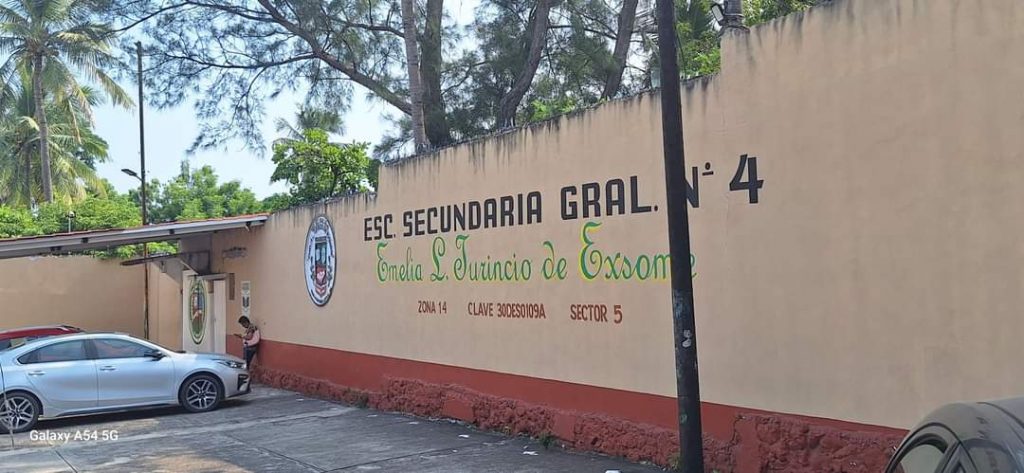 ESC. SECUNDARIA GRAL. Nº 4
Emelia L. Turincio de Exsome
ZONA 14 CLAVE 30DES0109A SECTOR 5
Galaxy A54 5G